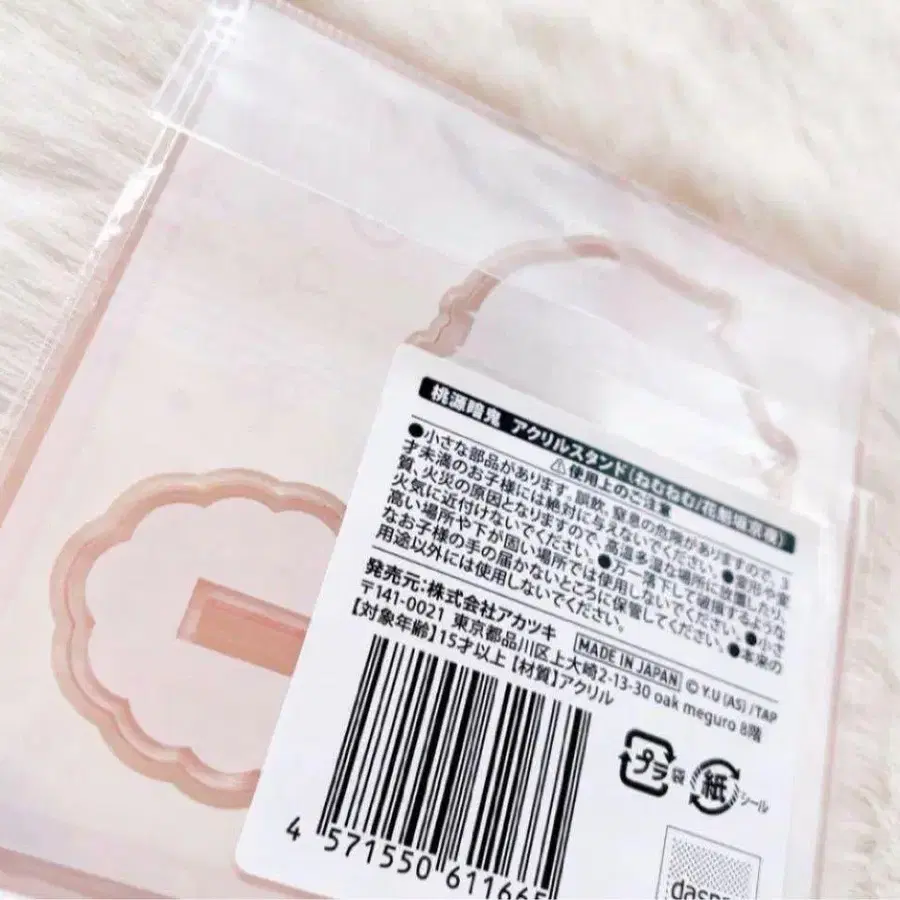 桃源暗鬼 アクリルスタンド(ねむねむ/花魁坂京夜)
⚠使用上のご注意
●小さな部品があります。誤飲、窒息の危険がありますので、3
才未満のお子様には絶対に与えないでください。●変形や変
質、火災の原因となりますので、高温多湿な場所に放置したり、
火気に近付けないでください。●万一落下して破損するような
高い場所や下が固い場所では使用しないでください。●小さ
なお子様の手の届かないところに保管してください。●本来の
用途以外には使用しないでください。
発売元:株式会社アカツキ MADE IN JAPAN © Y.U (AS) /TAP
〒141-0021 東京都品川区上大崎2-13-30 oak meguro 8階
【対象年齢】15才以上【材質】アクリル
プラ 袋 紙 シール
4 571550 611665